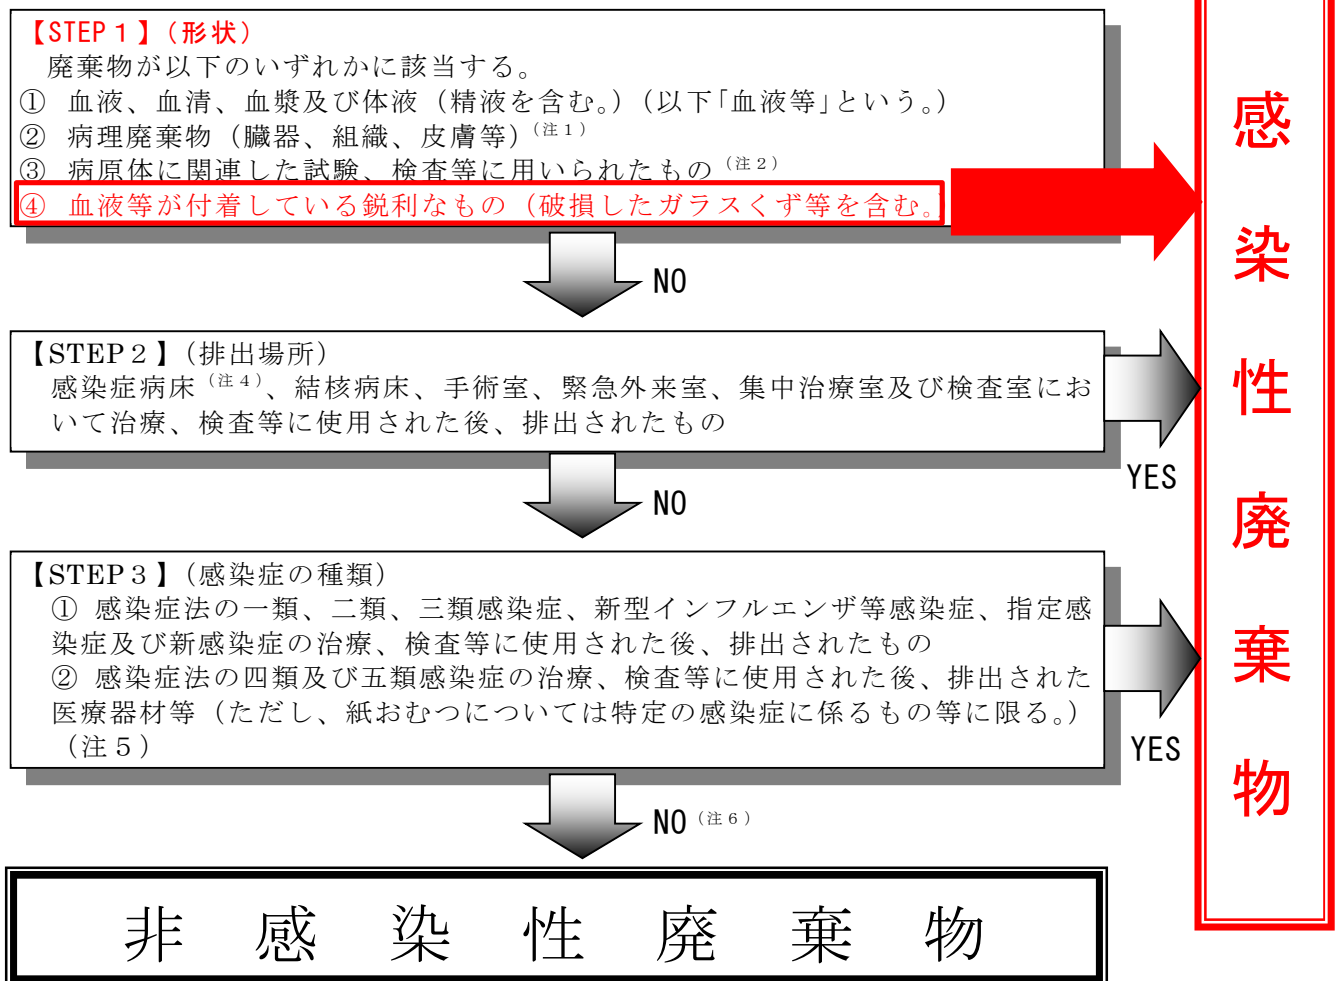 【STEP１】（形状）
廃棄物が以下のいずれかに該当する。
① 血液、血清、血漿及び体液（精液を含む。）（以下「血液等」という。）
② 病理廃棄物（臓器、組織、皮膚等）（注１）
③ 病原体に関連した試験、検査等に用いられたもの（注２）
④ 血液等が付着している鋭利なもの（破損したガラスくず等を含む。
NO
【STEP２】（排出場所）
感染症病床（注４）、結核病床、手術室、緊急外来室、集中治療室及び検査室にお
いて治療、検査等に使用された後、排出されたもの
YES
NO
【STEP３】（感染症の種類）
① 感染症法の一類、二類、三類感染症、新型インフルエンザ等感染症、指定感
染症及び新感染症の治療、検査等に使用された後、排出されたもの
② 感染症法の四類及び五類感染症の治療、検査等に使用された後、排出された
医療器材等（ただし、紙おむつについては特定の感染症に係るもの等に限る。）
（注５）
YES
NO（注６）
非感染性廃棄物
感染性廃棄物